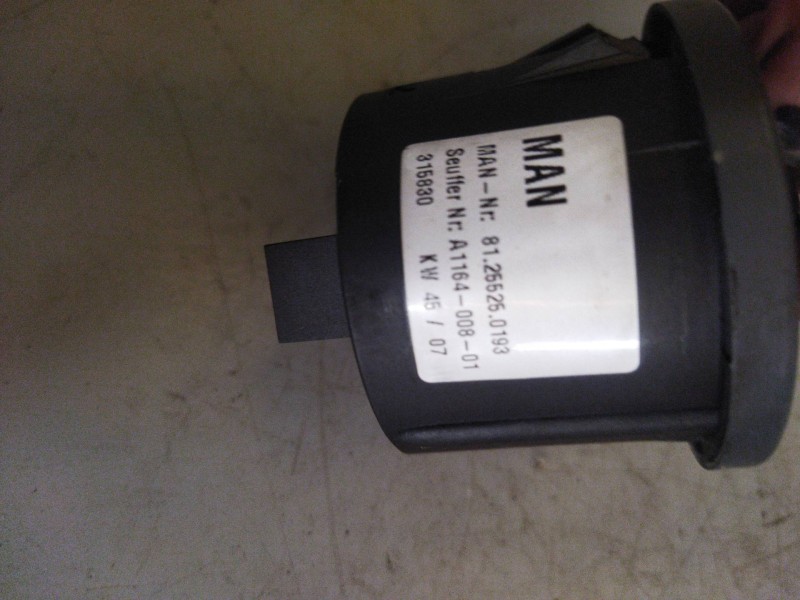 MAN
MAN-Nr: 81.25525.0193
Seuffer Nr: A1164-008-01
315830 KW 45 / 07